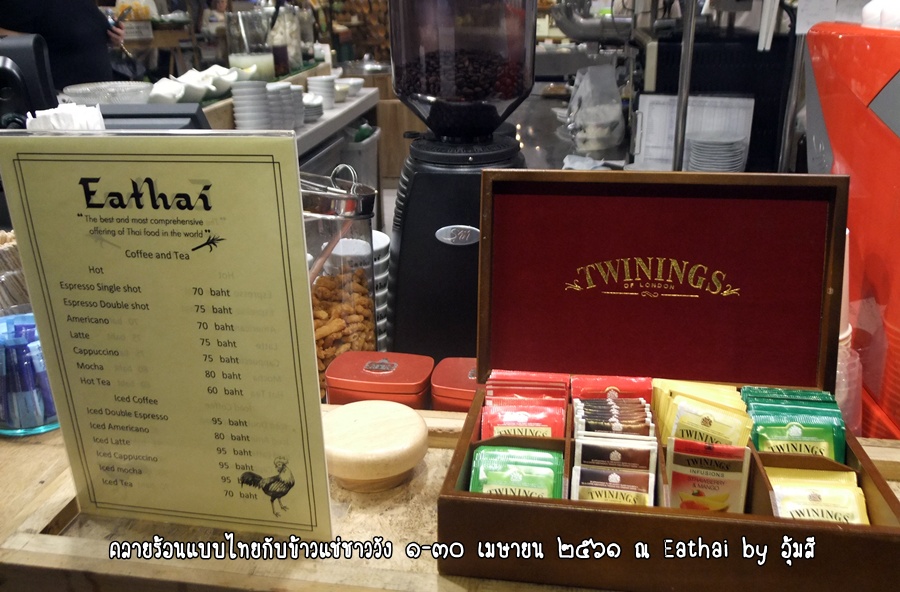 Eathai
"The best and most comprehensive
offering of Thai food in the world"
Coffee and Tea
Hot
Espresso Single shot 70 baht
Espresso Double shot 75 baht
Americano 70 baht
Latte 75 baht
Cappuccino 75 baht
Mocha 80 baht
Hot Tea 60 baht
Iced Coffee
Iced Double Espresso 95 baht
Iced Americano 80 baht
Iced Latte 95 baht
Iced Cappuccino 95 baht
Iced mocha 95 baht
Iced Tea 70 baht
TWININGS
OF LONDON
TWININGS
TWININGS
TWININGS
TWININGS
TWININGS
TWININGS
INFUSIONS
TWININGS
คลายร้อนแบบไทยกับข้าวแช่ชาววัง ๑-๓๐ เมษายน ๒๕๖๑ ณ Eathai by อุ้มสี